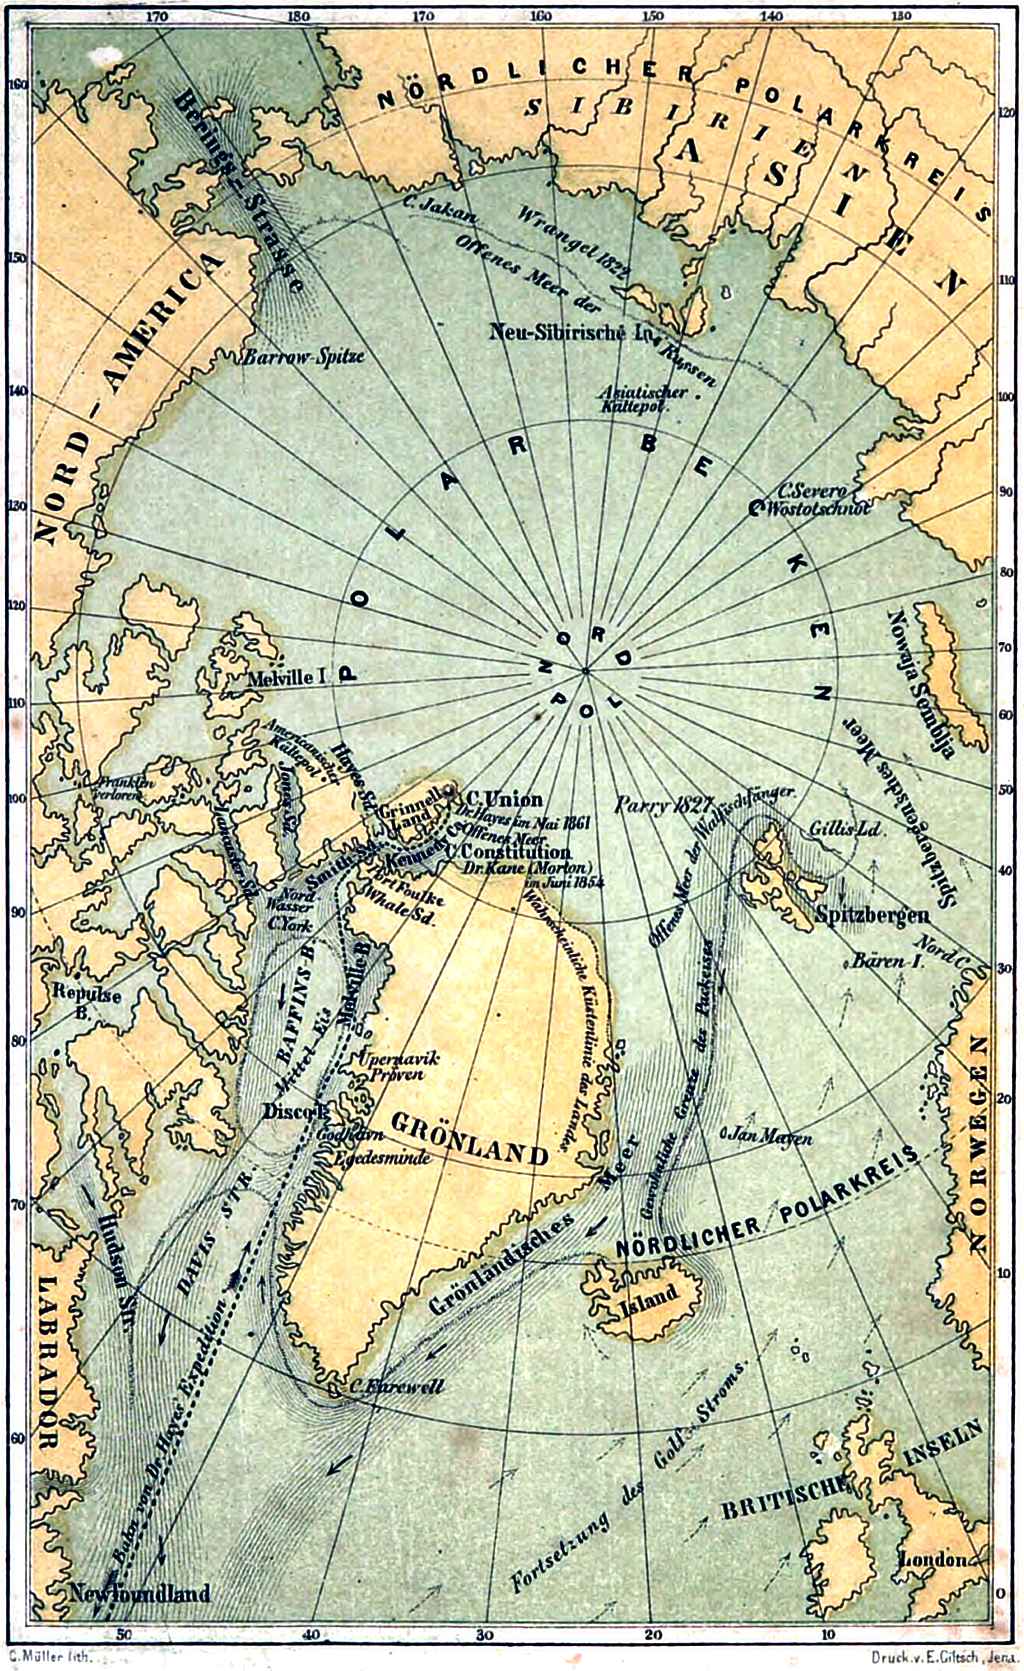 170
180
170
160
150
140
130
160
150
140
130
120
110
100
90
80
70
60
120
110
100
90
80
70
60
50
40
30
20
10
0
50
40
30
20
10
NÖRDLICHER POLARKREIS
SIBIRIEN
ASIEN
Berings-Strasse
C. Jakan
Wrangel 1822
Offenes Meer der Russen
Neu-Sibirische In.
NORD-AMERICA
Barrow-Spitze
Asiatischer
Kältepol.
POLARBECKEN
C. Severo
Wostotschnoi
NORDPOL
Nowaja Semblja
Melville I
Americanischer
Kältepol.
Hayes Sd.
Jones Sd.
Franklin
verloren
Grinnell
Land
C. Union
Dr. Hayes im Mai 1861
Offenes Meer
Kennedy C.
C. Constitution
Dr. Kane (Morton)
im Juni 1854
Smith Sd.
Port Foulke
Whale Sd.
Nord
Wasser
C. York
Parry 1827
Offenes Meer der Wallfischfänger
Gillis Ld.
Spitzbergensches Meer
Spitzbergen
Bären I.
Nord C.
Wahrscheinliche Küstenlinie des Landes
Gewöhnliche Grenze des Packeises
Repulse
B.
BAFFINS B.
Mittel-Eis
Melville B.
Upernavik
Pröven
Disco I.
Godhavn
Egedesminde
GRÖNLAND
Jan Mayen
NORWEGEN
Grönländisches Meer
NÖRDLICHER POLARKREIS
Island
DAVIS STR.
Hudson Str.
LABRADOR
Bahn von Dr. Hayes Expedition
C. Farewell
Fortsetzung des Golf-Stroms.
BRITISCHE INSELN
London
Newfoundland
C. Müller lith.
Druck. v. E. Giltsch, Jena.